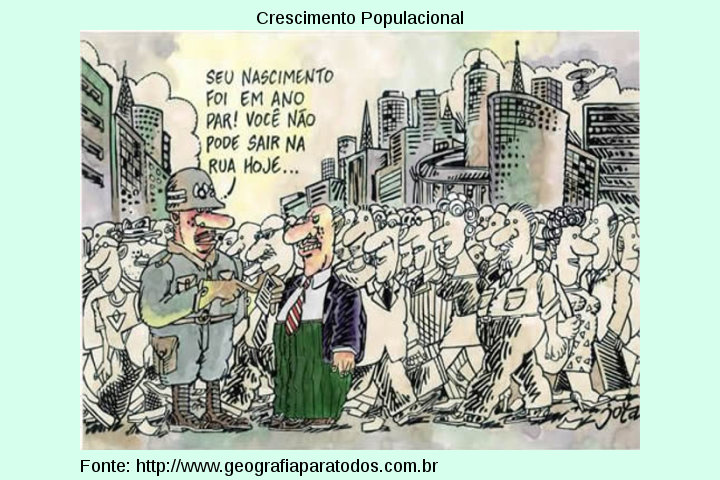 Crescimento Populacional
SEU NASCIMENTO
FOI EM ANO
PAR! VOCÊ NÃO
PODE SAIR NA
RUA HOJE...
Fonte: http://www.geografiaparatodos.com.br